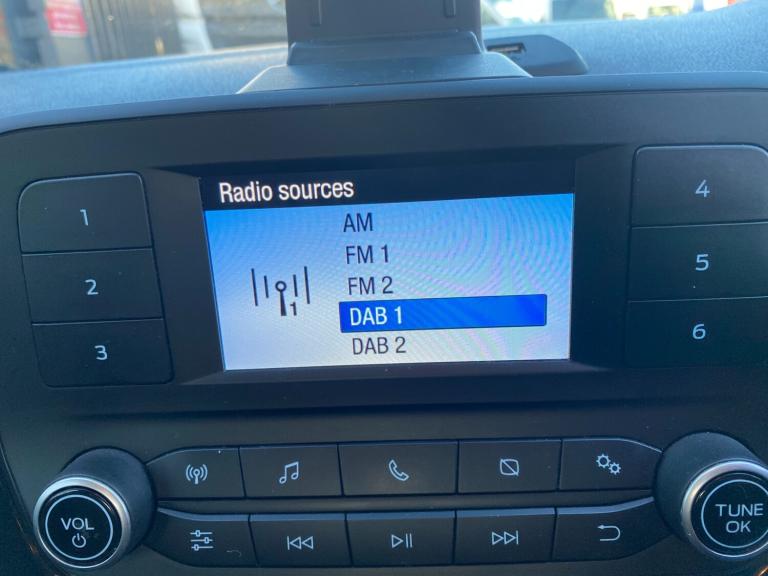 Radio sources
AM
FM 1
FM 2
1
DAB 1
DAB 2
1
2
3
4
5
6
VOL
TUNE
OK